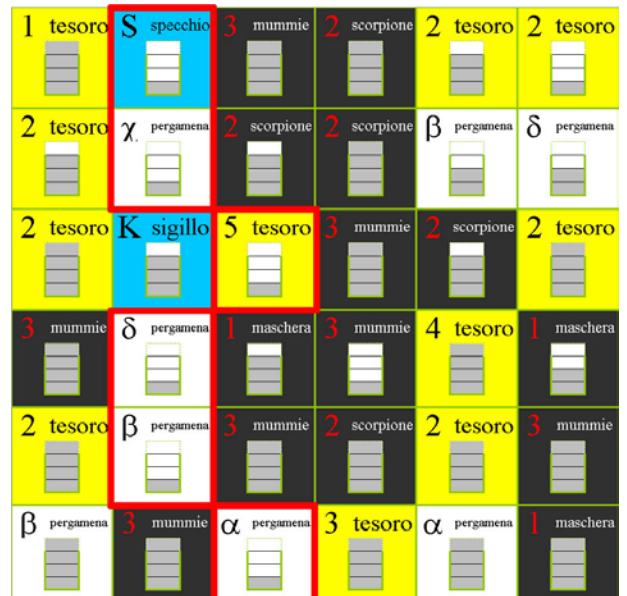 1 tesoro S specchio 3 mummie 2 scorpione 2 tesoro 2 tesoro
2 tesoro χ pergamena 2 scorpione 2 scorpione β pergamena δ pergamena
2 tesoro K sigillo 5 tesoro 3 mummie 2 scorpione 2 tesoro
3 mummie δ pergamena 1 maschera 3 mummie 4 tesoro 1 maschera
2 tesoro β pergamena 3 mummie 2 scorpione 2 tesoro 3 mummie
β pergamena 3 mummie α pergamena 3 tesoro α pergamena 1 maschera